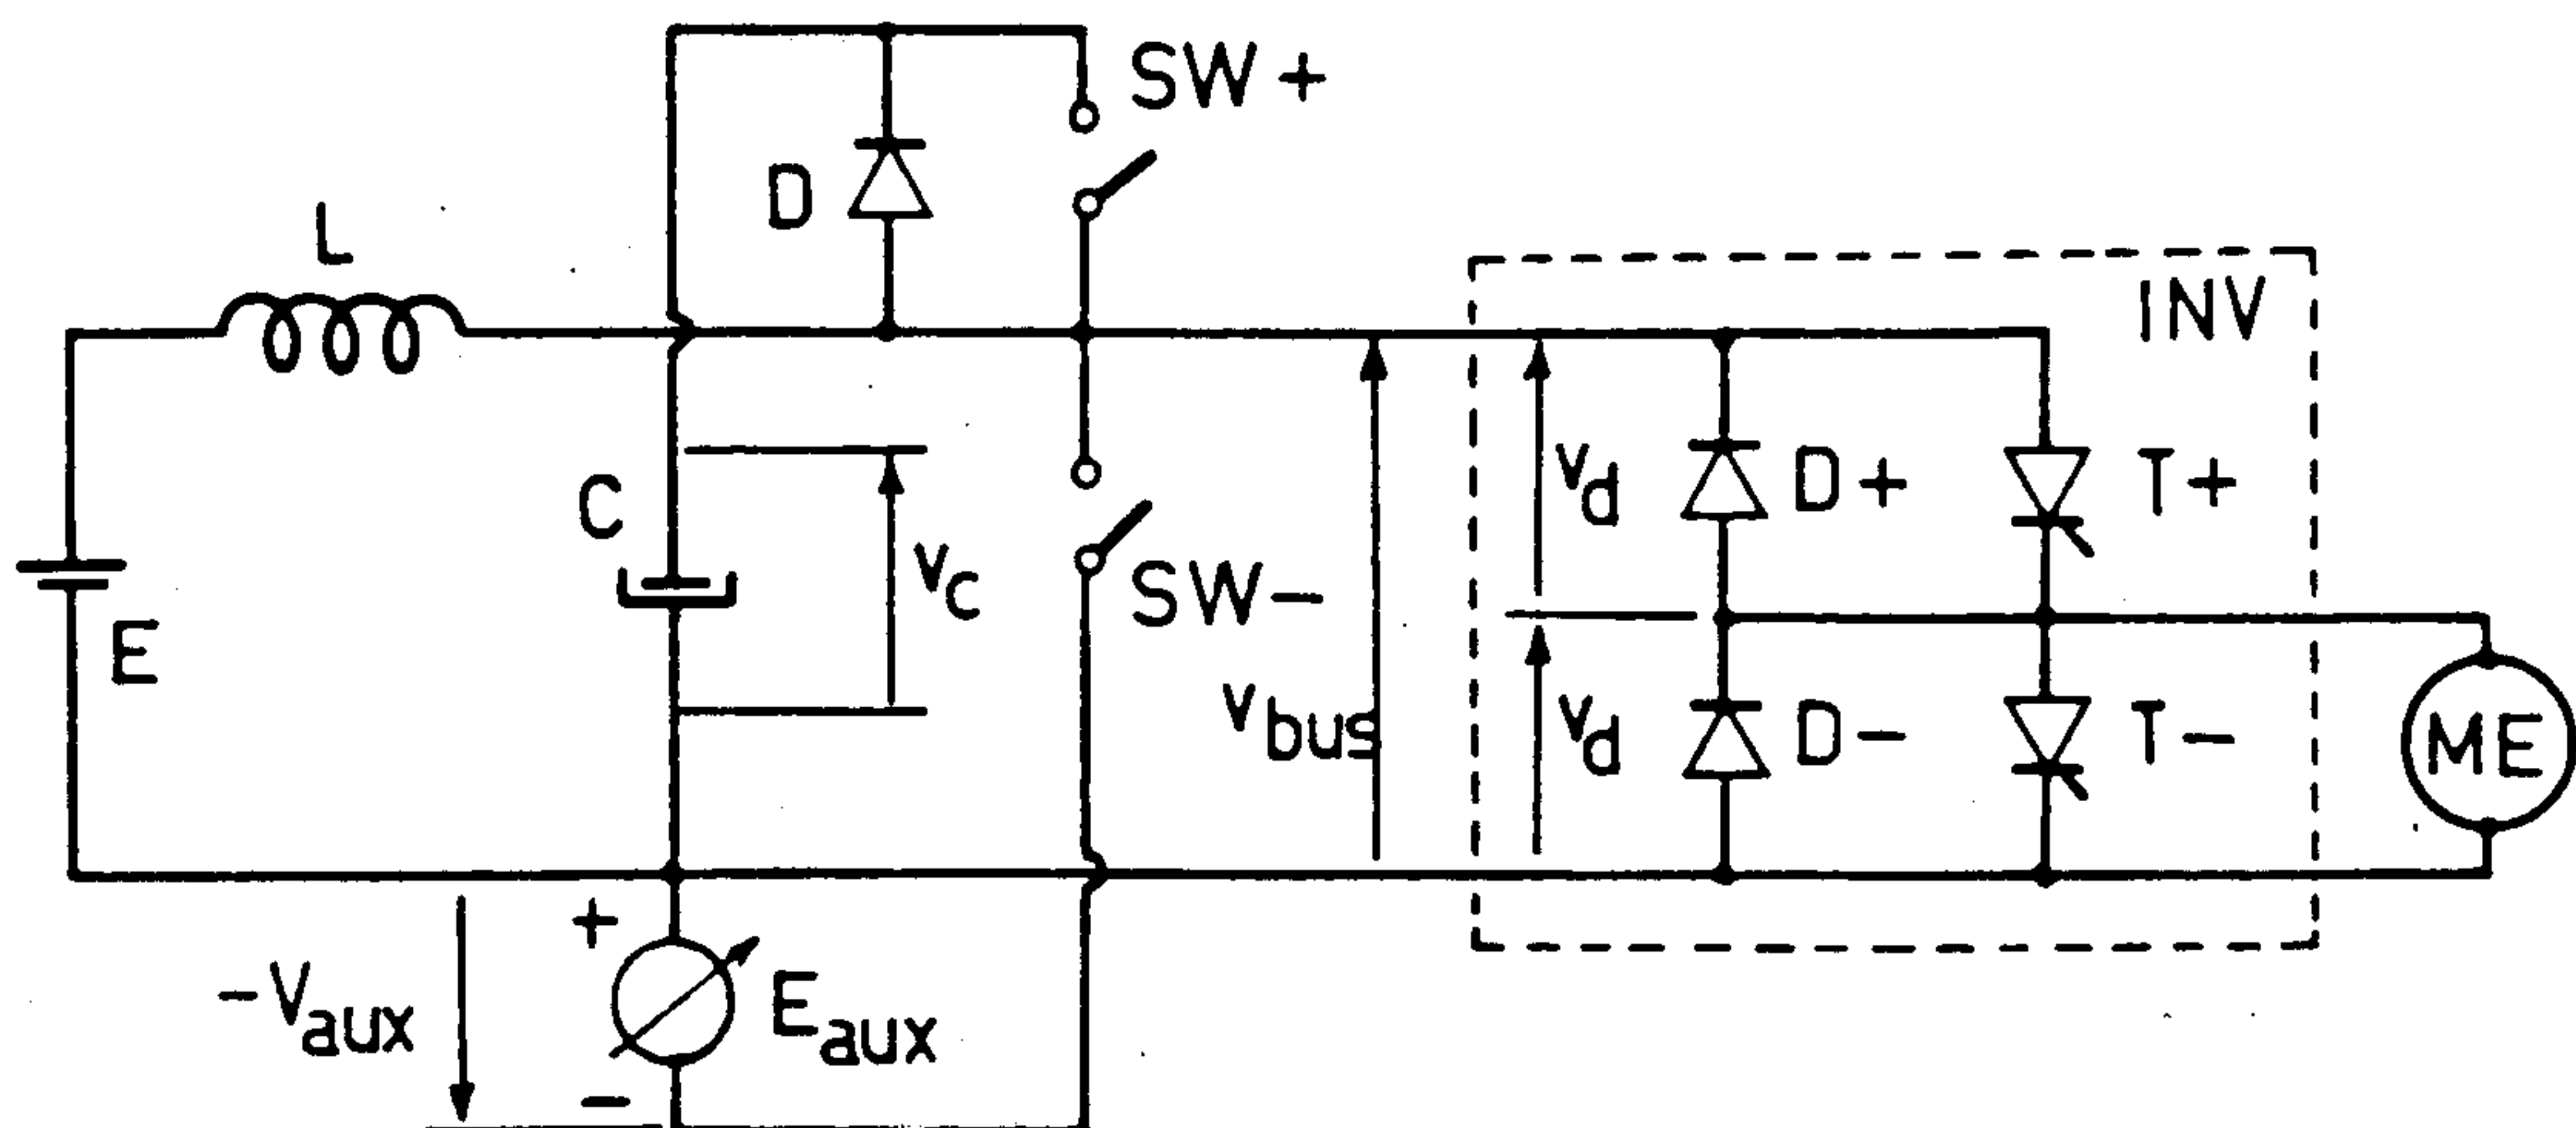 SW +
D
L
INV
V_d
D +
T +
C
V_c
SW -
E
V_bus
V_d
D -
T -
ME
+
-V_aux
E_aux
-